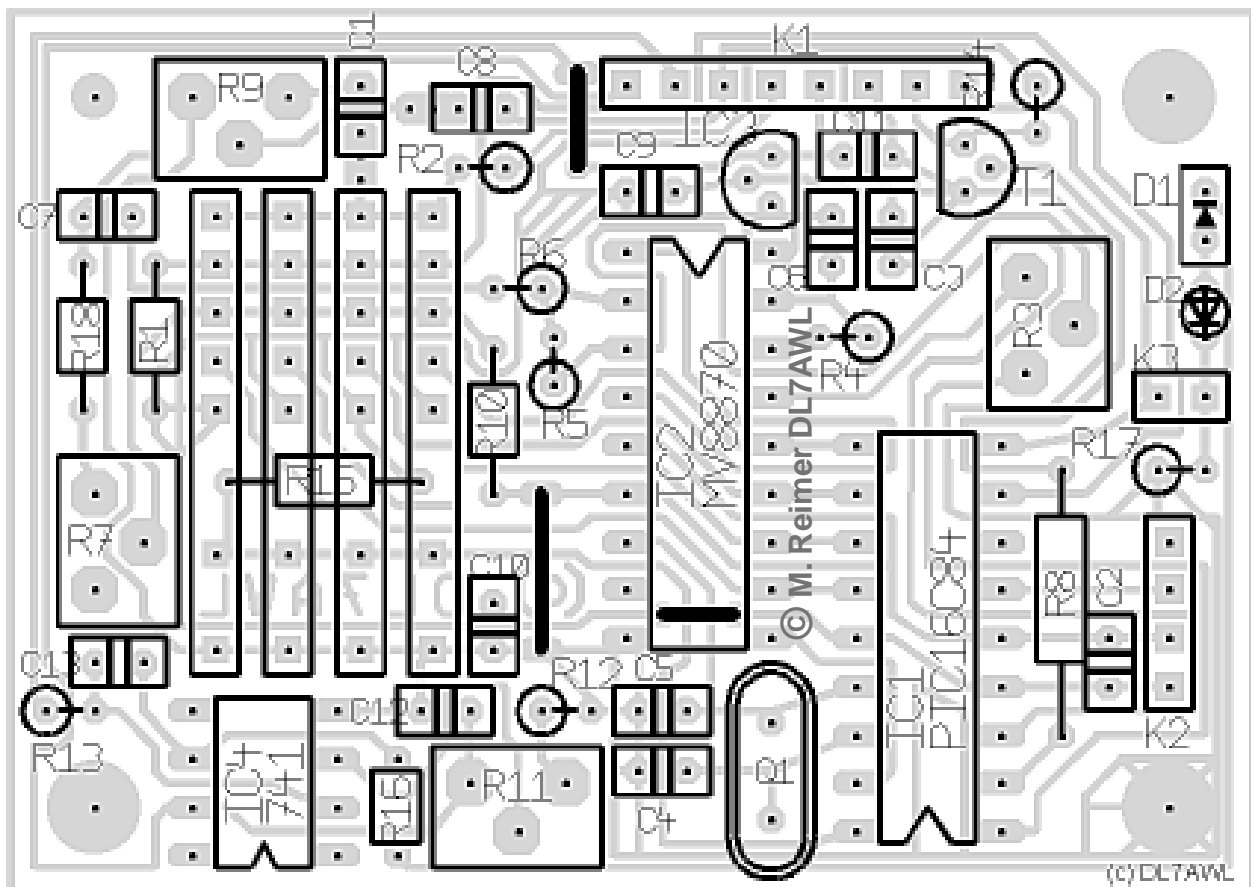 C1
K1
C8
R9
R14
R2
C9
C11
T1
D1
C7
R6
C6
C3
D2
R18
R1
R3
K3
R4
R10
R5
IC2
MV8870
© M. Reimer DL7AWL
R17
R15
R7
C10
R8
C2
IC1
PIC16C84
C13
R12
C5
C12
K2
R13
IC4
741
R16
R11
Q1
C4
(c) DL7AWL